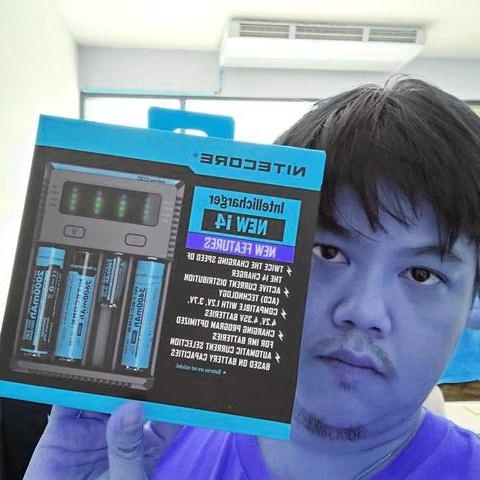 NITECORE®
Intellicharger
NEW i4
NEW FEATURES
TWICE THE CHARGING SPEED OF
THE I4 CHARGER
ACTIVE CURRENT DISTRIBUTION
(ACD) TECHNOLOGY
COMPATIBLE WITH 1.2V, 3.7V,
4.2V, 4.35V BATTERIES
CHARGING PROGRAM OPTIMIZED
FOR IMR BATTERIES
AUTOMATIC CURRENT SELECTION
BASED ON BATTERY CAPACITIES
* Batteries are not included.
3400mAh